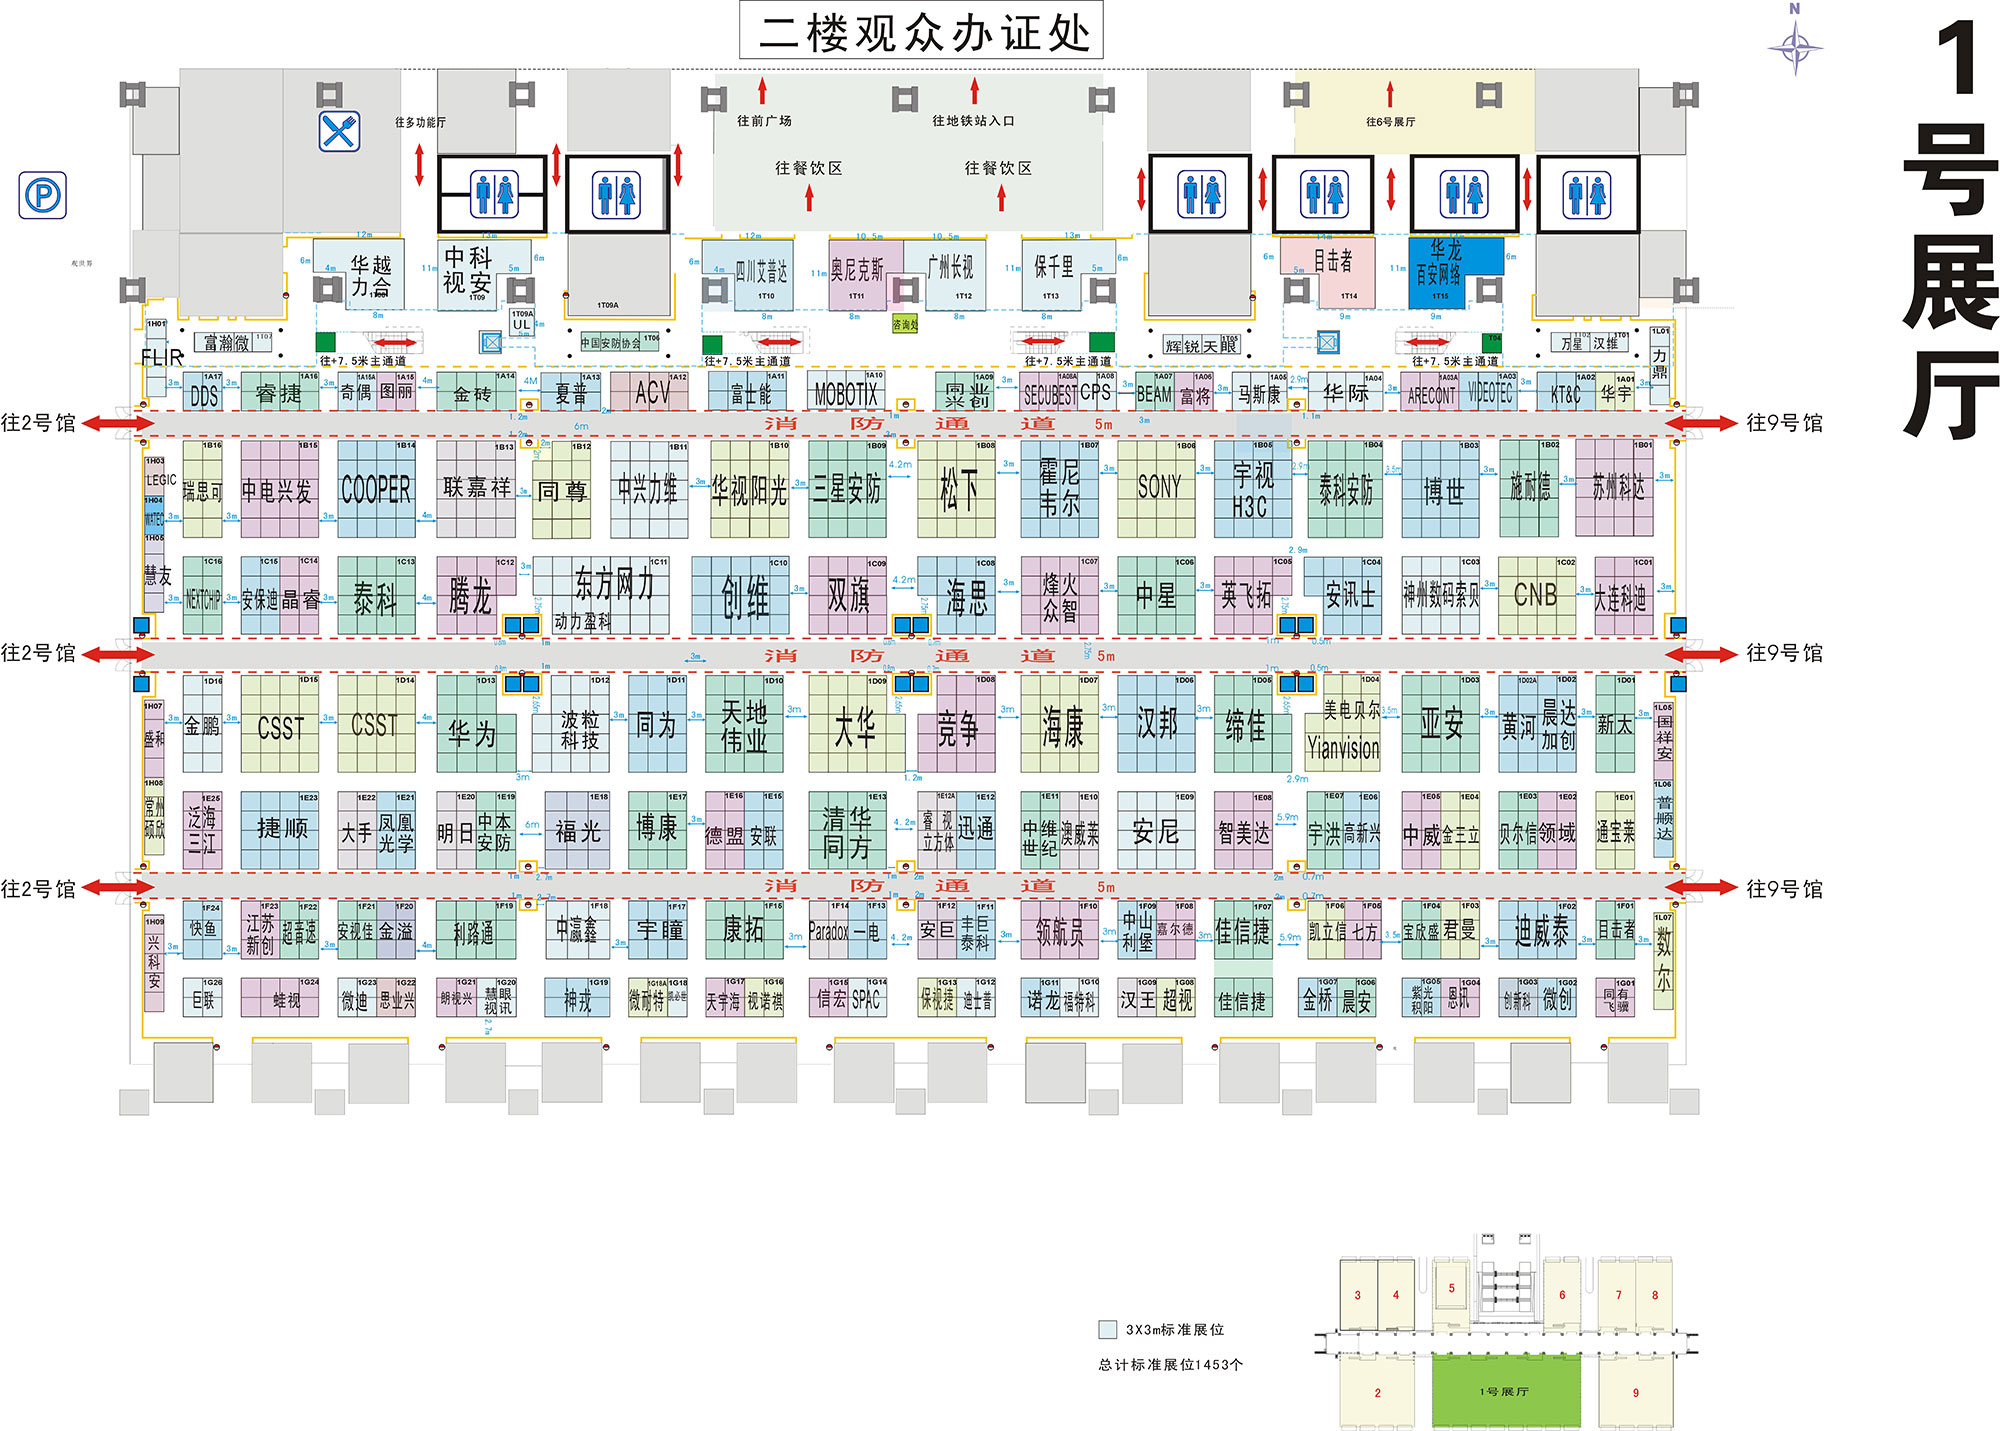 二楼观众办证处
N
1号展厅
往多功能厅
往前广场
往地铁站入口
往6号展厅
往餐饮区
往餐饮区
P
观世界
12m
13m
12m
10.5m
10.5m
13m
华越力合
中科视安 1T09
1T09A
四川艾普达 1T10
奥尼克斯 1T11
广州长视 1T12
保千里 1T13
目击者 1T14
华龙百安网络 1T15
1T09A UL
咨询处
1H01 FLIR
富瀚微 1T07
中国安防协会 1T06
辉锐天眼 1T05
T04
万星 1T02
汉维 1T01
1L01 力鼎
往+7.5米主通道
往+7.5米主通道
往+7.5米主通道
往+7.5米主通道
DDS 1A17
睿捷 1A16
奇偶 1A15A
图丽 1A15
金砖 1A14
夏普 1A13
ACV 1A12
富士能 1A11
MOBOTIX 1A10
同兴业创 1A09
SECUBEST 1A08A
CPS 1A08
BEAM 1A07
富将 1A06
马斯康 1A05
华际 1A04
ARECONT 1A03A
VIDEOTEC 1A03
KT&C 1A02
华宇 1A01
往2号馆
消防通道 5m
往9号馆
1H03 LEGIC
1H04 WATEC
1H05 慧友
瑞思可 1B16
中电兴发 1B15
COOPER 1B14
联嘉祥 1B13
同尊 1B12
中兴力维 1B11
华视阳光 1B10
三星安防 1B09
松下 1B08
霍尼韦尔 1B07
SONY 1B06
宇视H3C 1B05
泰科安防 1B04
博世 1B03
施耐德 1B02
苏州科达 1B01
NEXTCHIP 1C16
安保迪 1C15
晶睿 1C14
泰科 1C13
腾龙 1C12
东方网力 1C11
动力盈科
创维 1C10
双旗 1C09
海思 1C08
烽火众智 1C07
中星 1C06
英飞拓 1C05
安讯士 1C04
神州数码索贝 1C03
CNB 1C02
大连科迪 1C01
往2号馆
消防通道 5m
往9号馆
1H07 盛和
1H08 常州硕欣
金鹏 1D16
CSST 1D15
CSST 1D14
华为 1D13
波粒科技 1D12
同为 1D11
天地伟业 1D10
大华 1D09
竞争 1D08
海康 1D07
汉邦 1D06
缔佳 1D05
美电贝尔 1D04
Yianvision
亚安 1D03
黄河 1D02A
晨达加创 1D02
新太 1D01
1L05 国祥安
1L06 普顺达
泛海三江 1E25
捷顺 1E23
大手 1E22
凤凰光学 1E21
明日 1E20
中本安防 1E19
福光 1E18
博康 1E17
德盟 1E16
安联 1E15
清华同方 1E13
睿视立方体 1E12A
迅通 1E12
中维世纪 1E11
澳威莱 1E10
安尼 1E09
智美达 1E08
宇洪 1E07
高新兴 1E06
中威 1E05
金三立 1E04
贝尔信 1E03
领域 1E02
通宝莱 1E01
往2号馆
消防通道 5m
往9号馆
1H09 兴科安
快鱼 1F24
江苏新创 1F23
超音速 1F22
安视佳 1F21
金溢 1F20
利路通 1F19
中瀛鑫 1F18
宇瞳 1F17
康拓 1F15
Paradox 1F14
一电 1F13
安巨 1F12
丰巨泰科 1F11
领航员 1F10
中山利堡 1F09
嘉尔德 1F08
佳信捷 1F07
凯立信 1F06
七方 1F05
宝欣盛 1F04
君曼 1F03
迪威泰 1F02
目击者 1F01
1L07 数尔
巨联 1G26
蛙视 1G24
微迪 1G23
思业兴 1G22
朗视兴 1G21
慧眼视讯 1G20
神戎 1G19
微耐特 1G18A
凯必世 1G18
天宇海 1G17
视诺祺 1G16
信宏 1G15
SPAC 1G14
保视捷 1G13
迪士普 1G12
诺龙 1G11
福特科 1G10
汉王 1G09
超视 1G08
佳信捷
金桥 1G07
晨安 1G06
紫光积阳 1G05
恩讯 1G04
创新科 1G03
微创 1G02
同有飞骥 1G01
3X3m标准展位
总计标准展位1453个
3
4
5
6
7
8
2
1号展厅
9